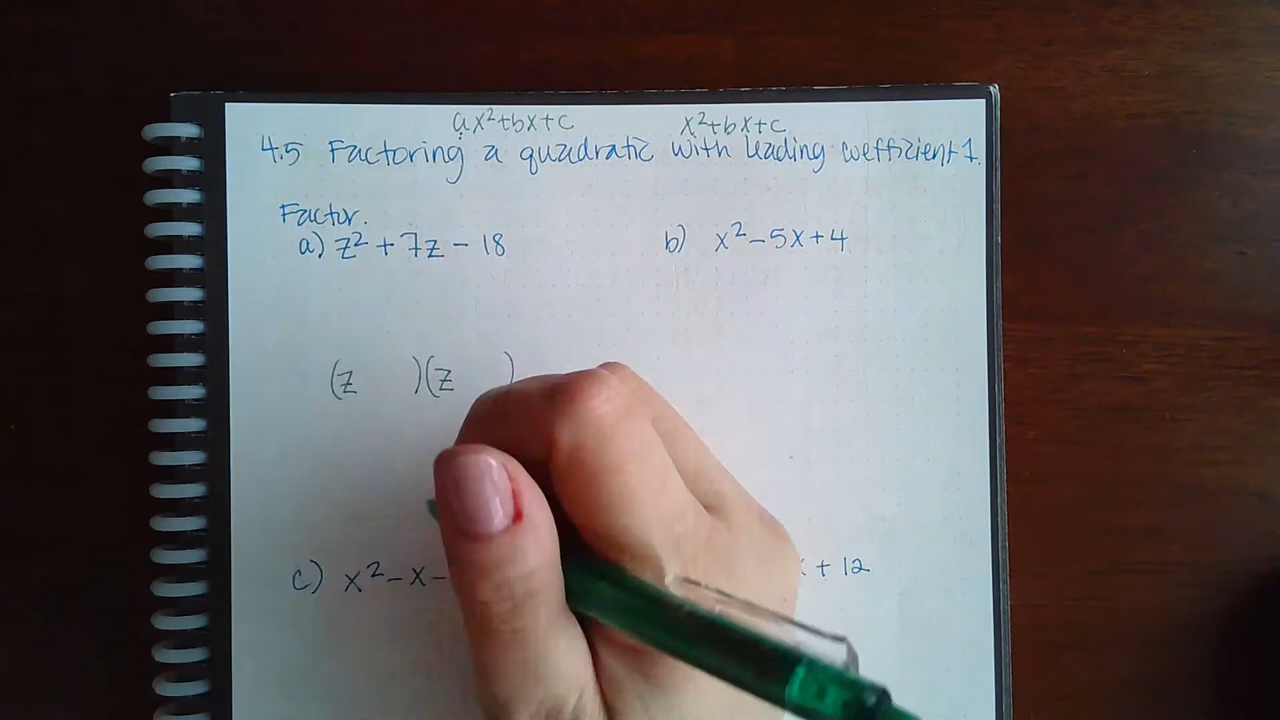 ax²+bx+c x²+bx+c
4.5 Factoring a quadratic with leading coefficient 1.
Factor.
a) z² + 7z - 18 b) x² - 5x + 4
(z )(z )
c) x² - x - + 12